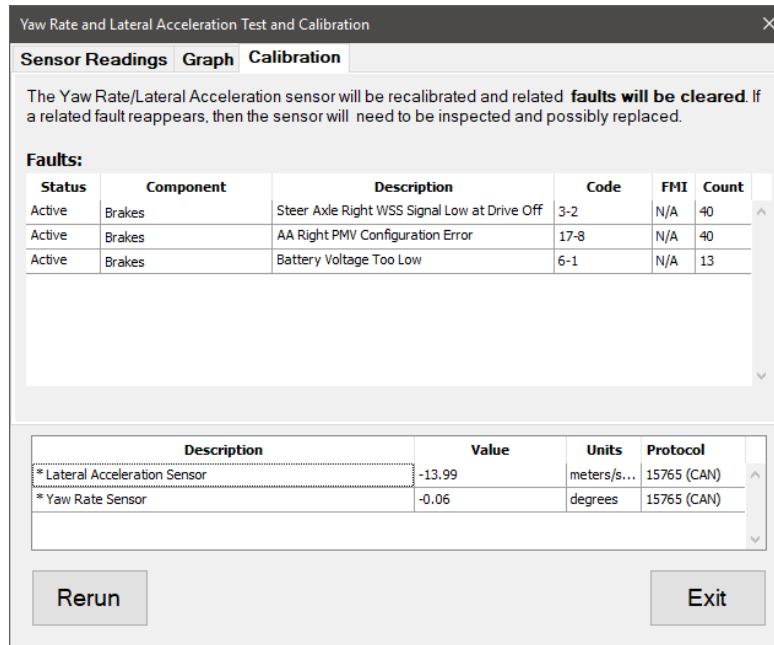 Yaw Rate and Lateral Acceleration Test and Calibration
Sensor Readings Graph Calibration
The Yaw Rate/Lateral Acceleration sensor will be recalibrated and related faults will be cleared. If
a related fault reappears, then the sensor will need to be inspected and possibly replaced.
Faults:
Status Component Description Code FMI Count
Active Brakes Steer Axle Right WSS Signal Low at Drive Off 3-2 N/A 40
Active Brakes AA Right PMV Configuration Error 17-8 N/A 40
Active Brakes Battery Voltage Too Low 6-1 N/A 13
Description Value Units Protocol
* Lateral Acceleration Sensor -13.99 meters/s... 15765 (CAN)
* Yaw Rate Sensor -0.06 degrees 15765 (CAN)
Rerun Exit